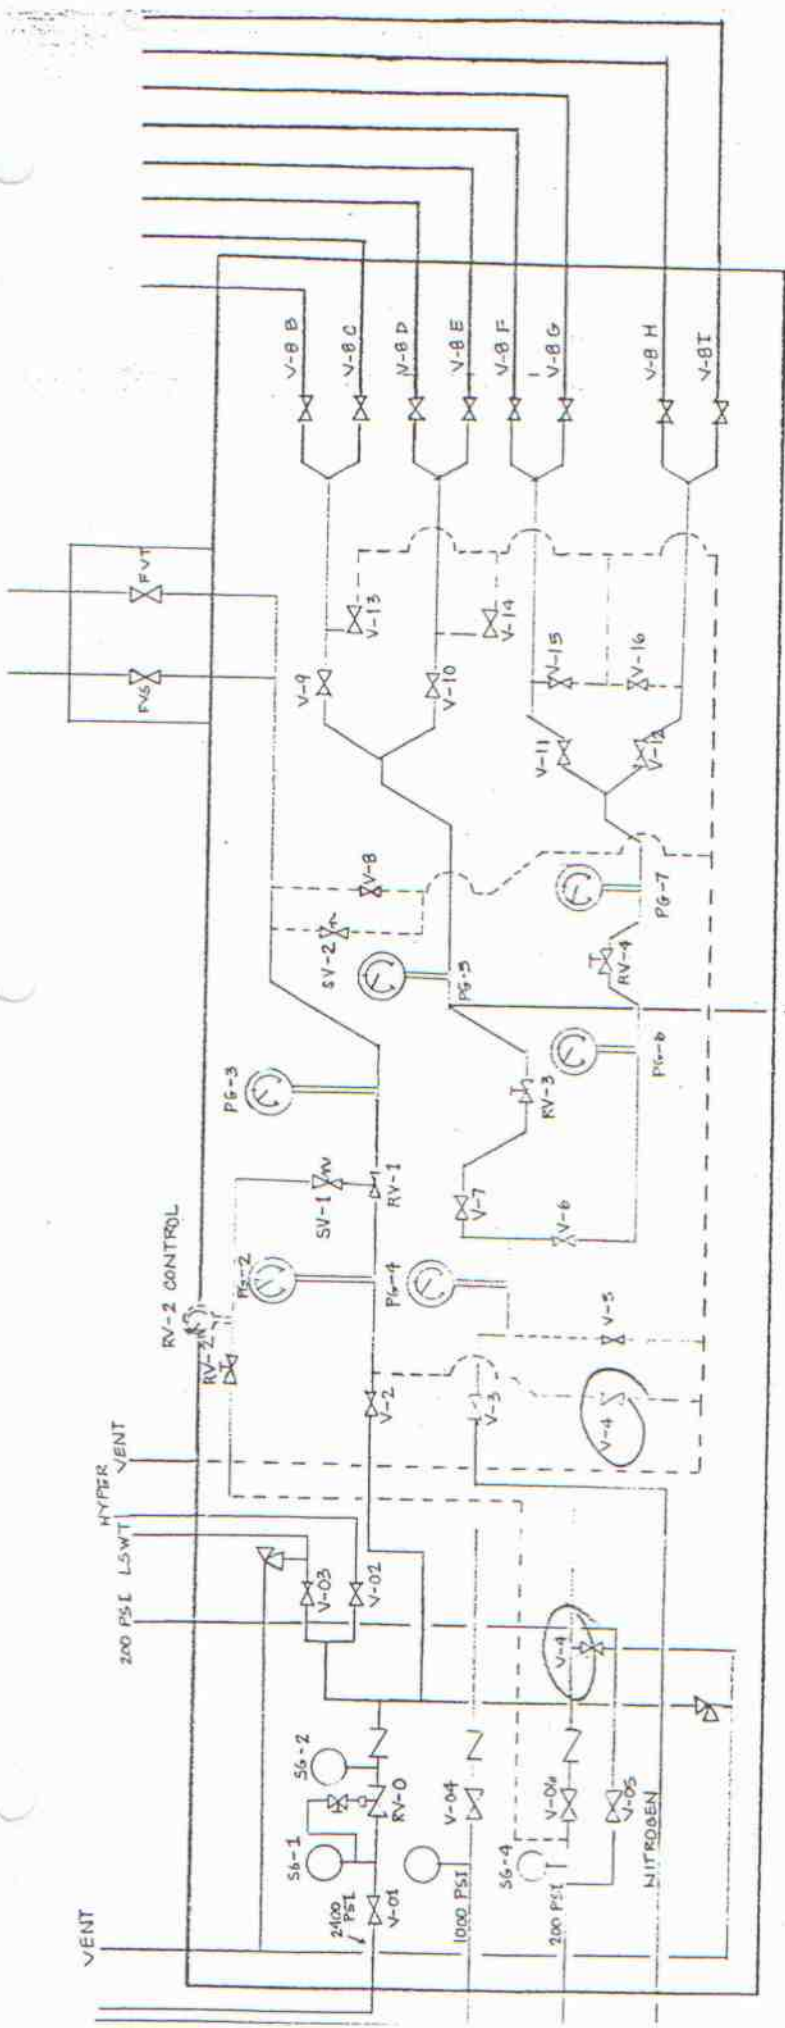 V-8 B
V-8 C
V-8 D
V-8 E
V-8 F
V-8 G
V-8 H
V-8I
FVT
FVS
V-13
V-14
V-15
V-16
V-9
V-10
V-11
V-12
V-8
SV-2
PG-5
PG-7
RV-4
PG-6
PG-3
RV-3
SV-1
RV-1
V-7
V-6
RV-2 CONTROL
RV-2
PG-2
PG-4
V-5
V-2
V-3
V-4
VENT
HYPER
LSWT
200 PSI
V-03
V-02
V-4
SG-2
RV-0
SG-1
V-04
V-06
V-05
SG-4
NITROGEN
2400
PSI
V-01
1000 PSI
200 PSI
VENT